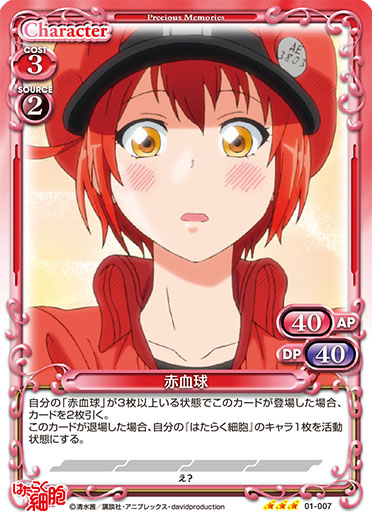 Precious Memories
Character
COST
3
SOURCE
2
AE
3803
40 AP
DP 40
赤血球
自分の「赤血球」が3枚以上いる状態でこのカードが登場した場合、
カードを2枚引く。
このカードが退場した場合、自分の『はたらく細胞』のキャラ1枚を活動
状態にする。
え?
はたらく
細胞
©清水茜/講談社・アニプレックス・davidproduction
01-007